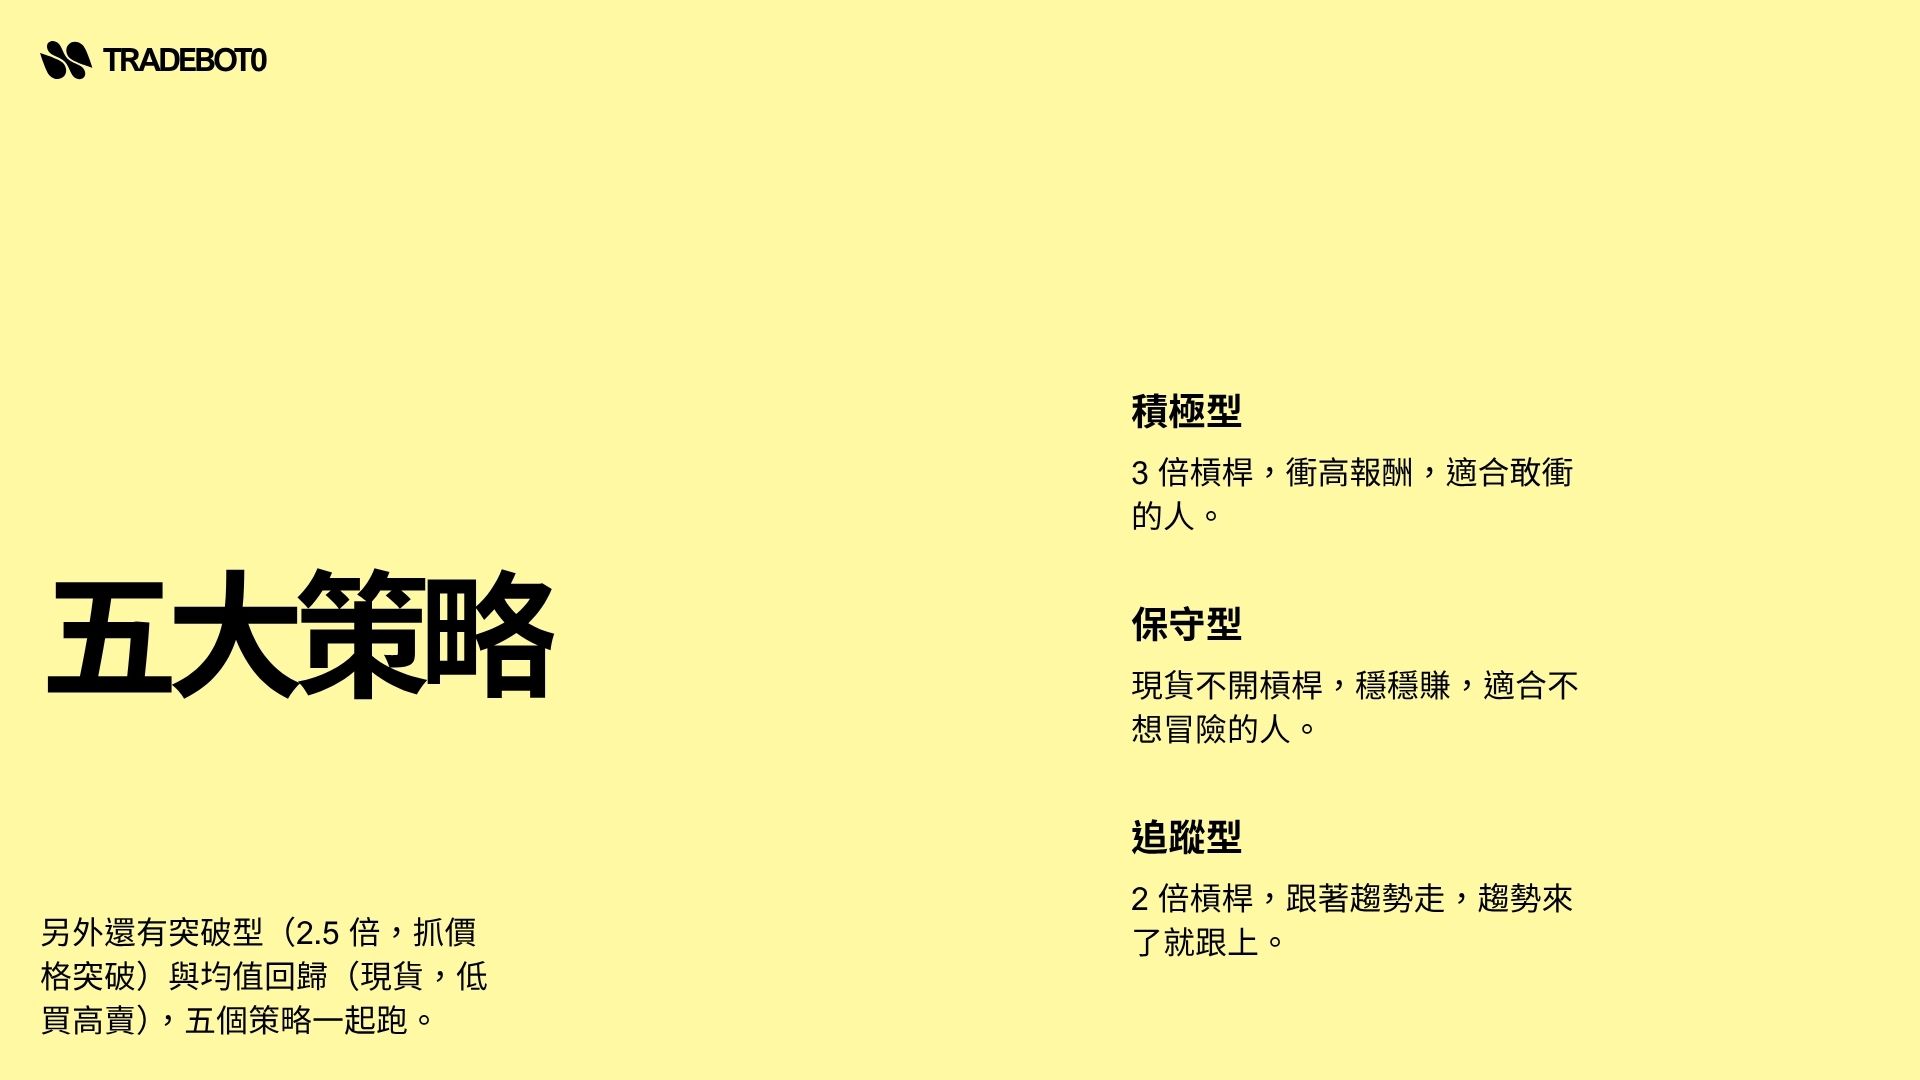 TRADEBOT0
五大策略
另外還有突破型（2.5 倍，抓價
格突破）與均值回歸（現貨，低
買高賣），五個策略一起跑。
積極型
3 倍槓桿，衝高報酬，適合敢衝
的人。
保守型
現貨不開槓桿，穩穩賺，適合不
想冒險的人。
追蹤型
2 倍槓桿，跟著趨勢走，趨勢來
了就跟上。